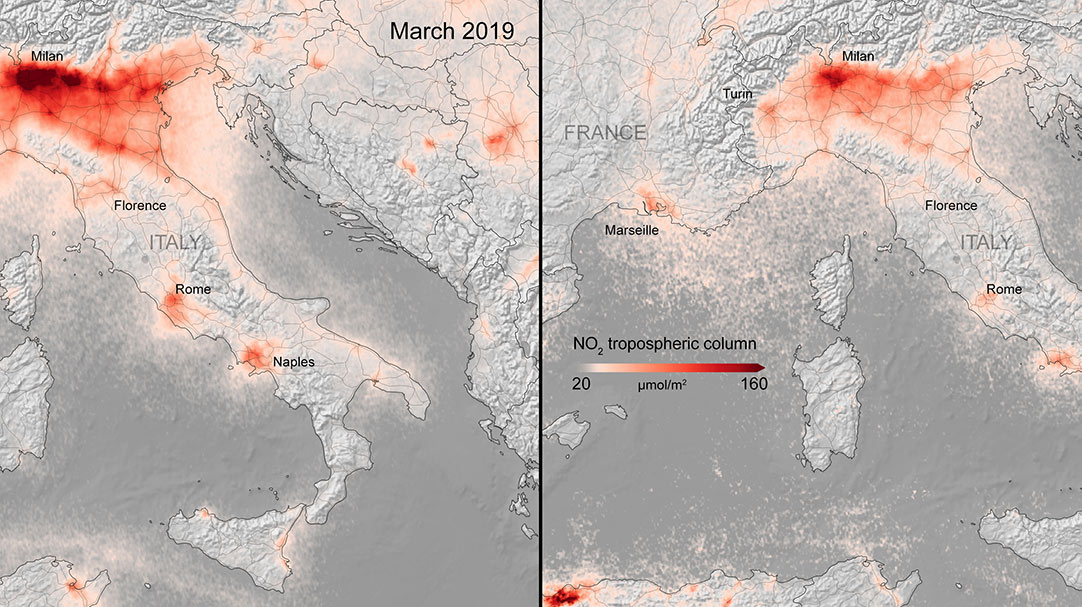 March 2019
Milan
Florence
ITALY
Rome
Naples
Milan
Turin
FRANCE
Florence
Marseille
ITALY
Rome
NO₂ tropospheric column
20 µmol/m² 160